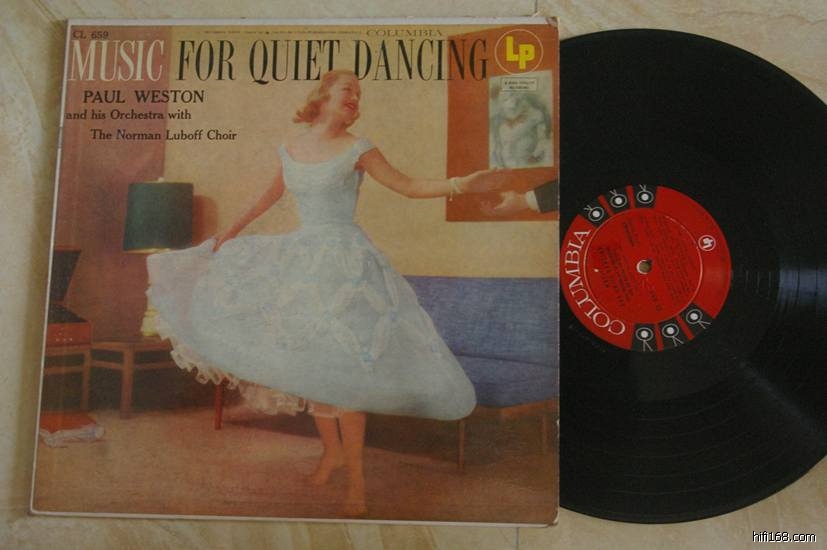 CL 659
COLUMBIA
MUSIC FOR QUIET DANCING
Lp
PAUL WESTON
and his Orchestra with
The Norman Luboff Choir
COLUMBIA
hifi168.com